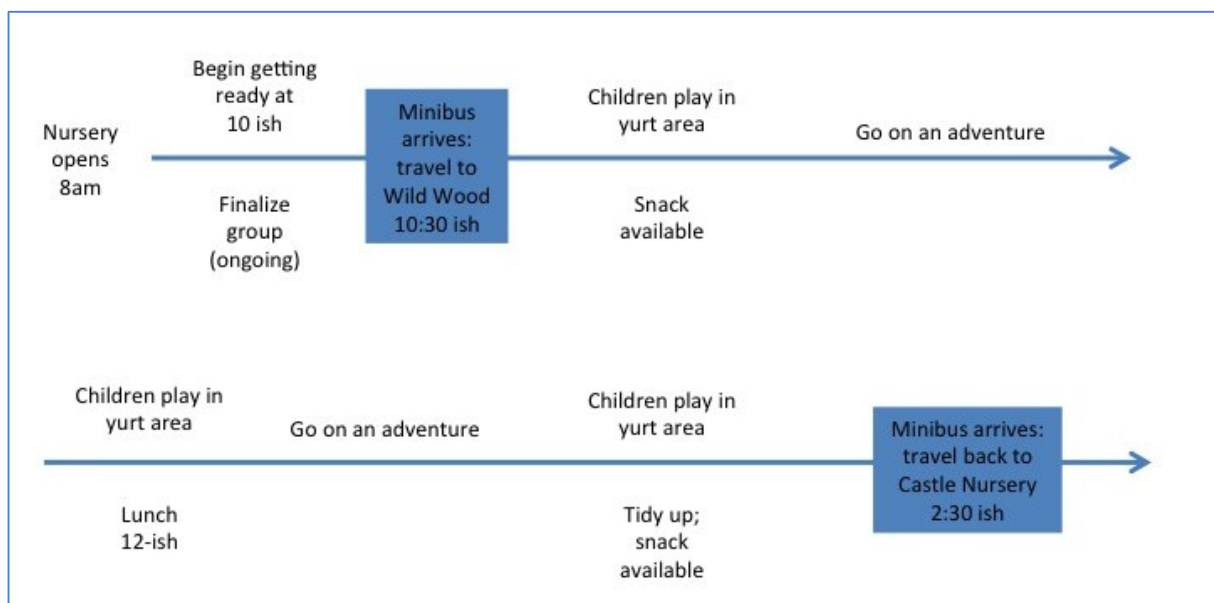 Nursery
opens
8am
Begin getting
ready at
10 ish
Finalize
group
(ongoing)
Minibus
arrives:
travel to
Wild Wood
10:30 ish
Children play in
yurt area
Snack
available
Go on an adventure
Children play in
yurt area
Lunch
12-ish
Go on an adventure
Children play in
yurt area
Tidy up;
snack
available
Minibus arrives:
travel back to
Castle Nursery
2:30 ish